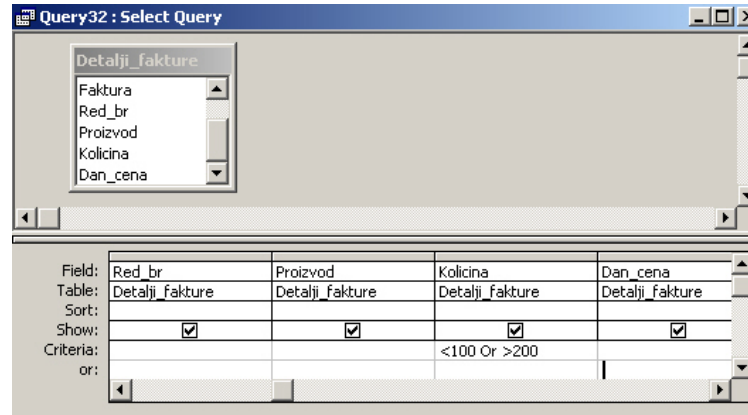 Query32 : Select Query
Detalji_fakture
Faktura
Red_br
Proizvod
Kolicina
Dan_cena
Field: Red_br Proizvod Kolicina Dan_cena
Table: Detalji_fakture Detalji_fakture Detalji_fakture Detalji_fakture
Sort:
Show:
Criteria: <100 Or >200
or: